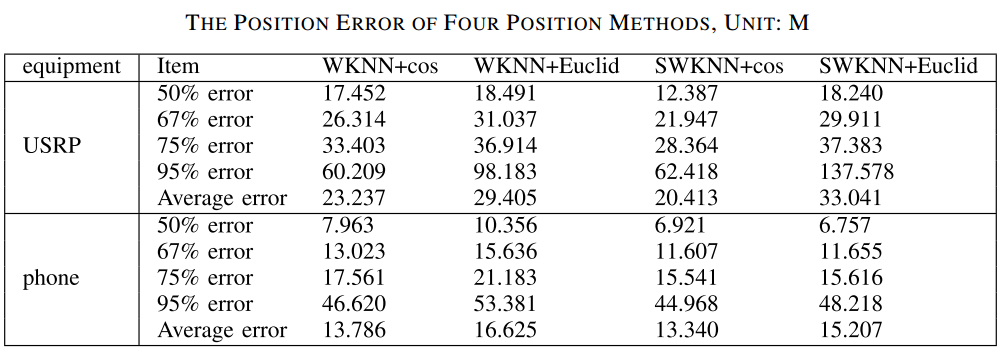 THE POSITION ERROR OF FOUR POSITION METHODS, UNIT: M
equipment Item WKNN+cos WKNN+Euclid SWKNN+cos SWKNN+Euclid
50% error 17.452 18.491 12.387 18.240
67% error 26.314 31.037 21.947 29.911
USRP 75% error 33.403 36.914 28.364 37.383
95% error 60.209 98.183 62.418 137.578
Average error 23.237 29.405 20.413 33.041
50% error 7.963 10.356 6.921 6.757
67% error 13.023 15.636 11.607 11.655
phone 75% error 17.561 21.183 15.541 15.616
95% error 46.620 53.381 44.968 48.218
Average error 13.786 16.625 13.340 15.207